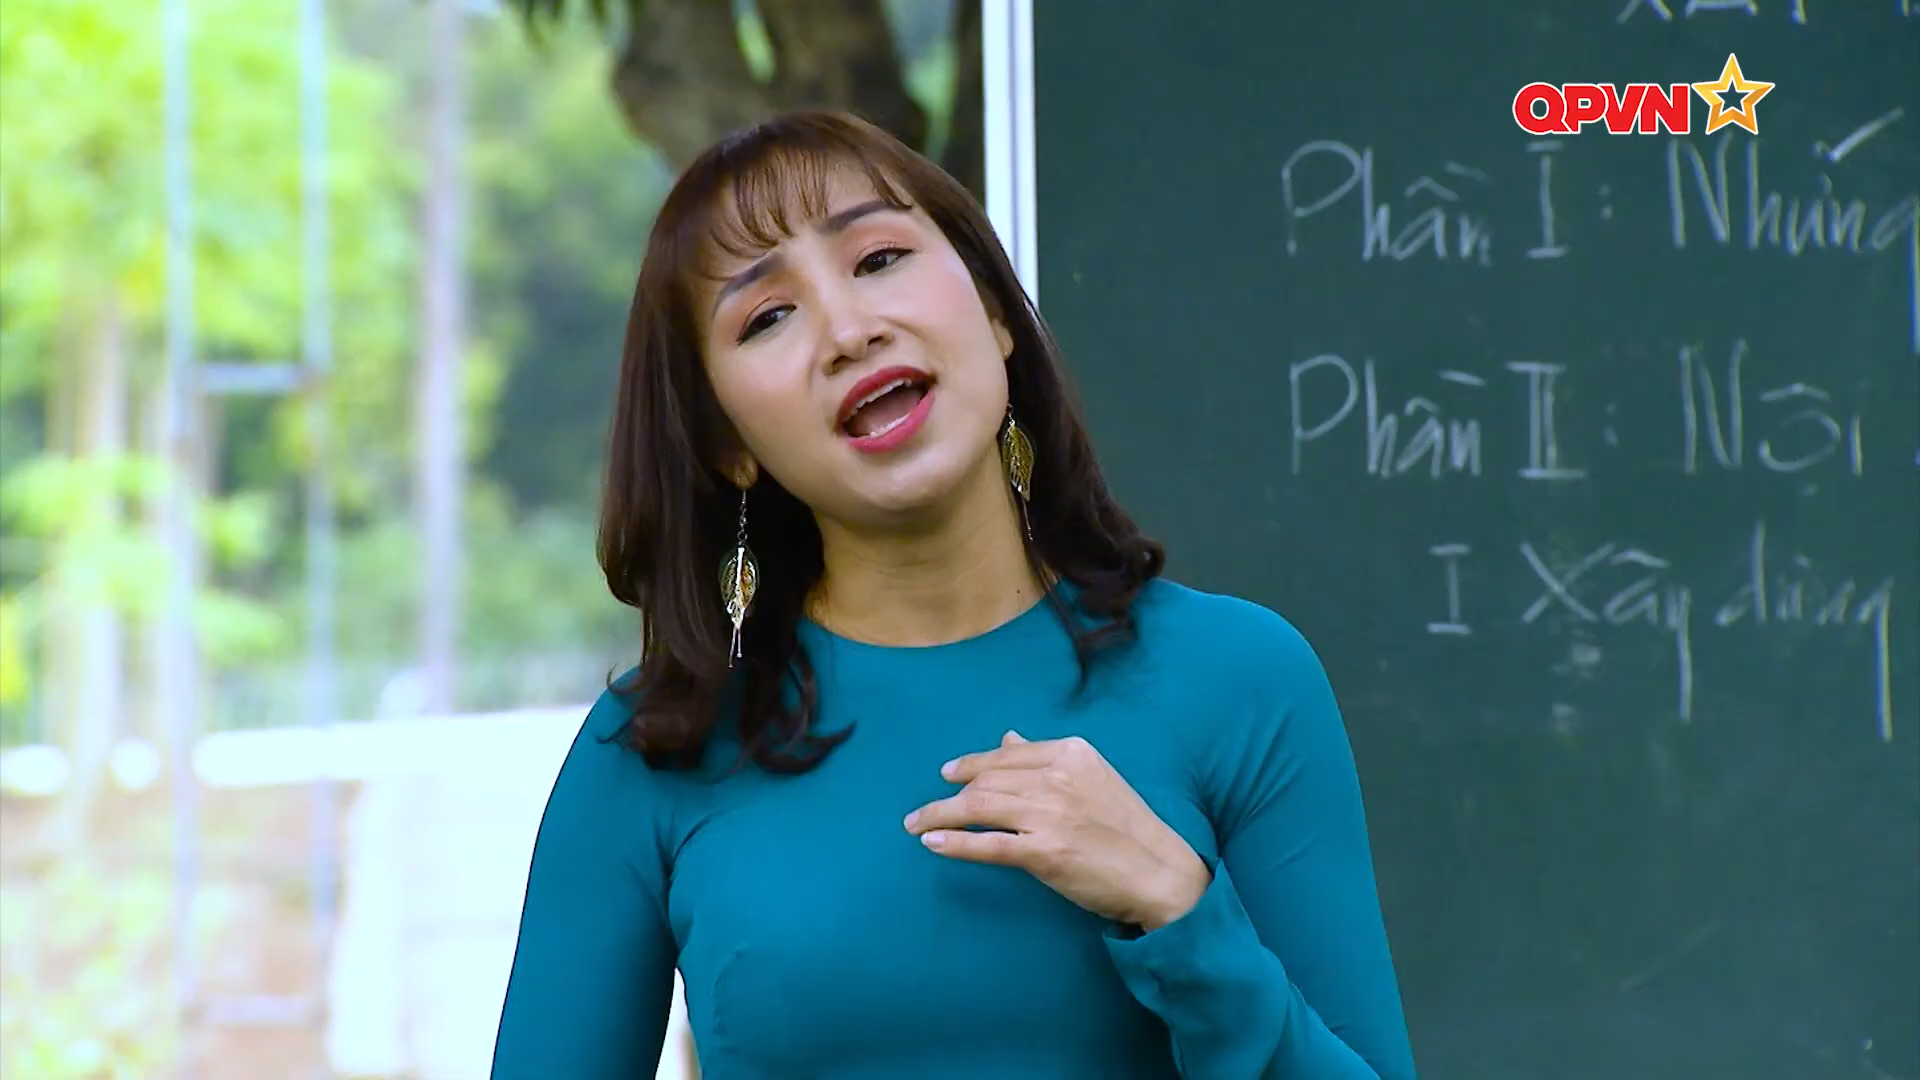 QPVN
Phần I: Những
Phần II: Nội
I Xây dựng